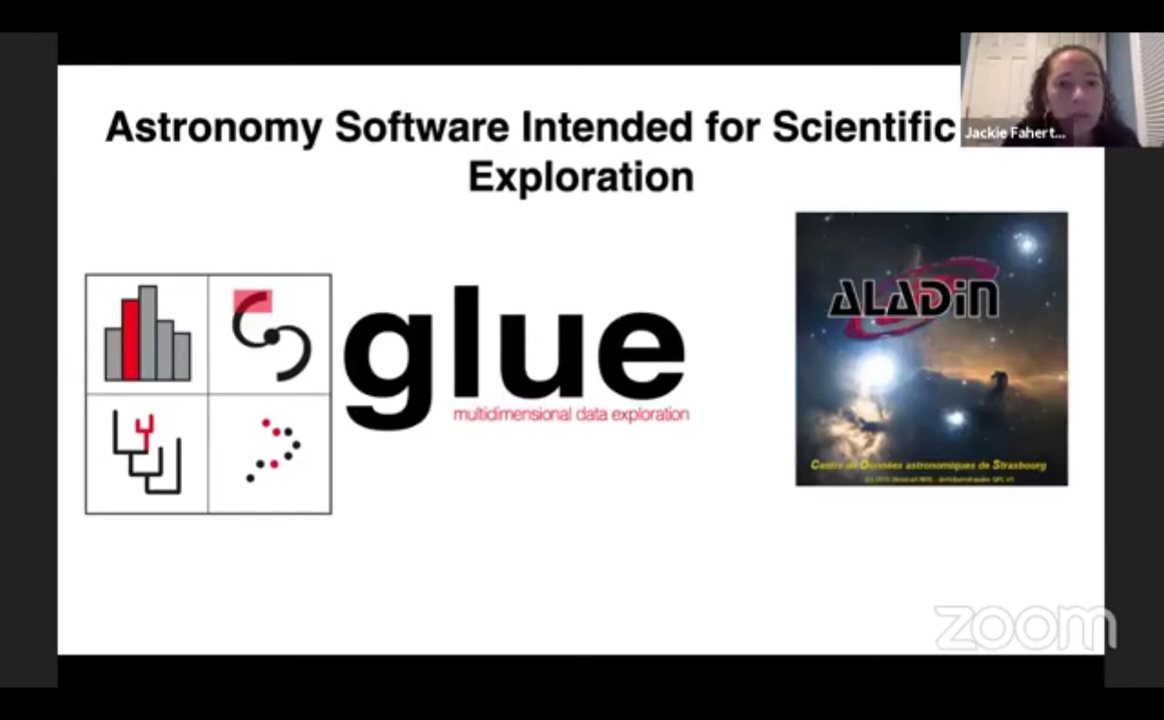 Astronomy Software Intended for Scientific
Exploration
Jackie Fahert...
glue
multidimensional data exploration
ALADiN
Centre de Données astronomiques de Strasbourg
zoom